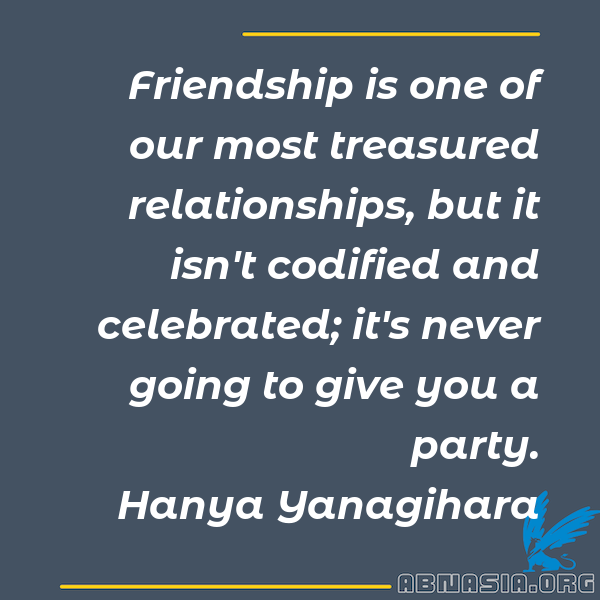 Friendship is one of
our most treasured
relationships, but it
isn't codified and
celebrated; it's never
going to give you a
party.
Hanya Yanagihara
ABNASIA.ORG